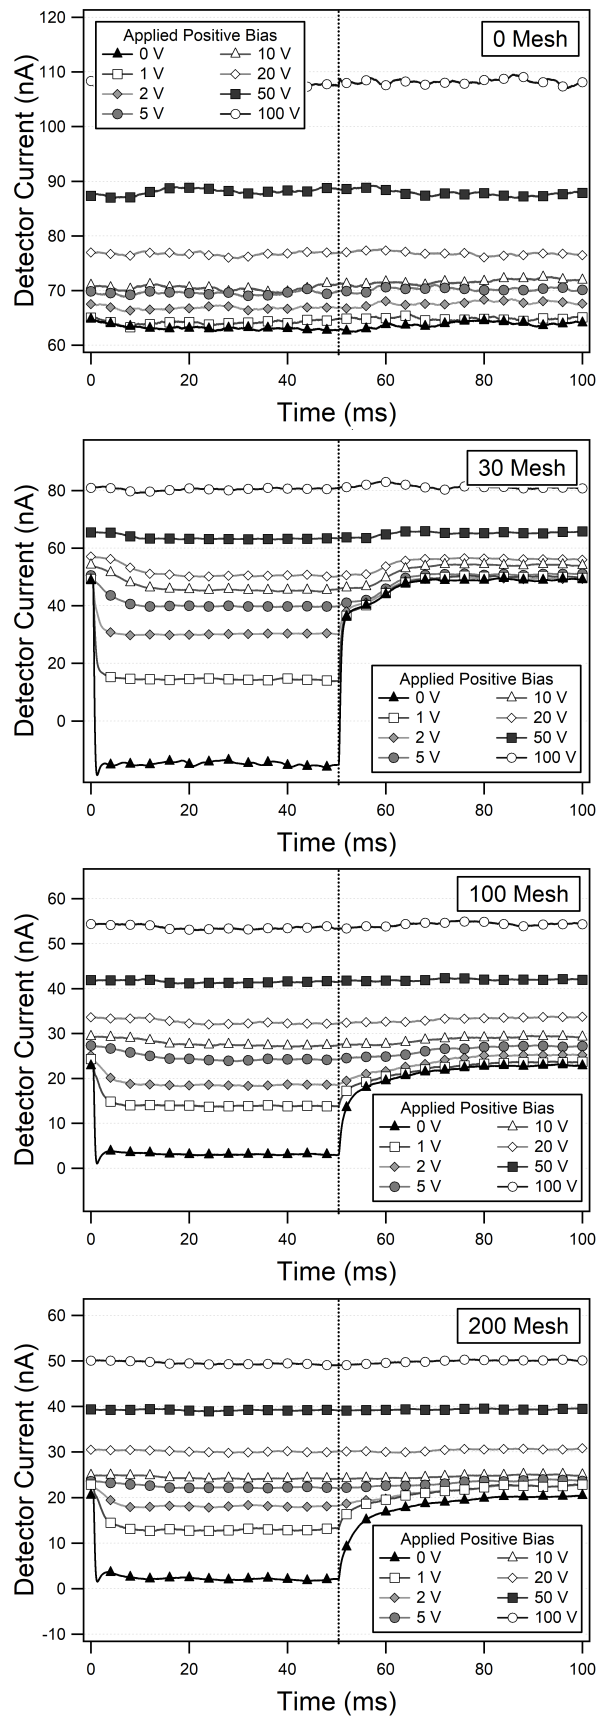 120
110
100
90
80
70
60
Detector Current (nA)
Applied Positive Bias
0 V 10 V
1 V 20 V
2 V 50 V
5 V 100 V
0 Mesh
0 20 40 60 80 100
Time (ms)
80
60
40
20
0
Detector Current (nA)
30 Mesh
Applied Positive Bias
0 V 10 V
1 V 20 V
2 V 50 V
5 V 100 V
0 20 40 60 80 100
Time (ms)
60
50
40
30
20
10
0
Detector Current (nA)
100 Mesh
Applied Positive Bias
0 V 10 V
1 V 20 V
2 V 50 V
5 V 100 V
0 20 40 60 80 100
Time (ms)
60
50
40
30
20
10
0
-10
Detector Current (nA)
200 Mesh
Applied Positive Bias
0 V 10 V
1 V 20 V
2 V 50 V
5 V 100 V
0 20 40 60 80 100
Time (ms)